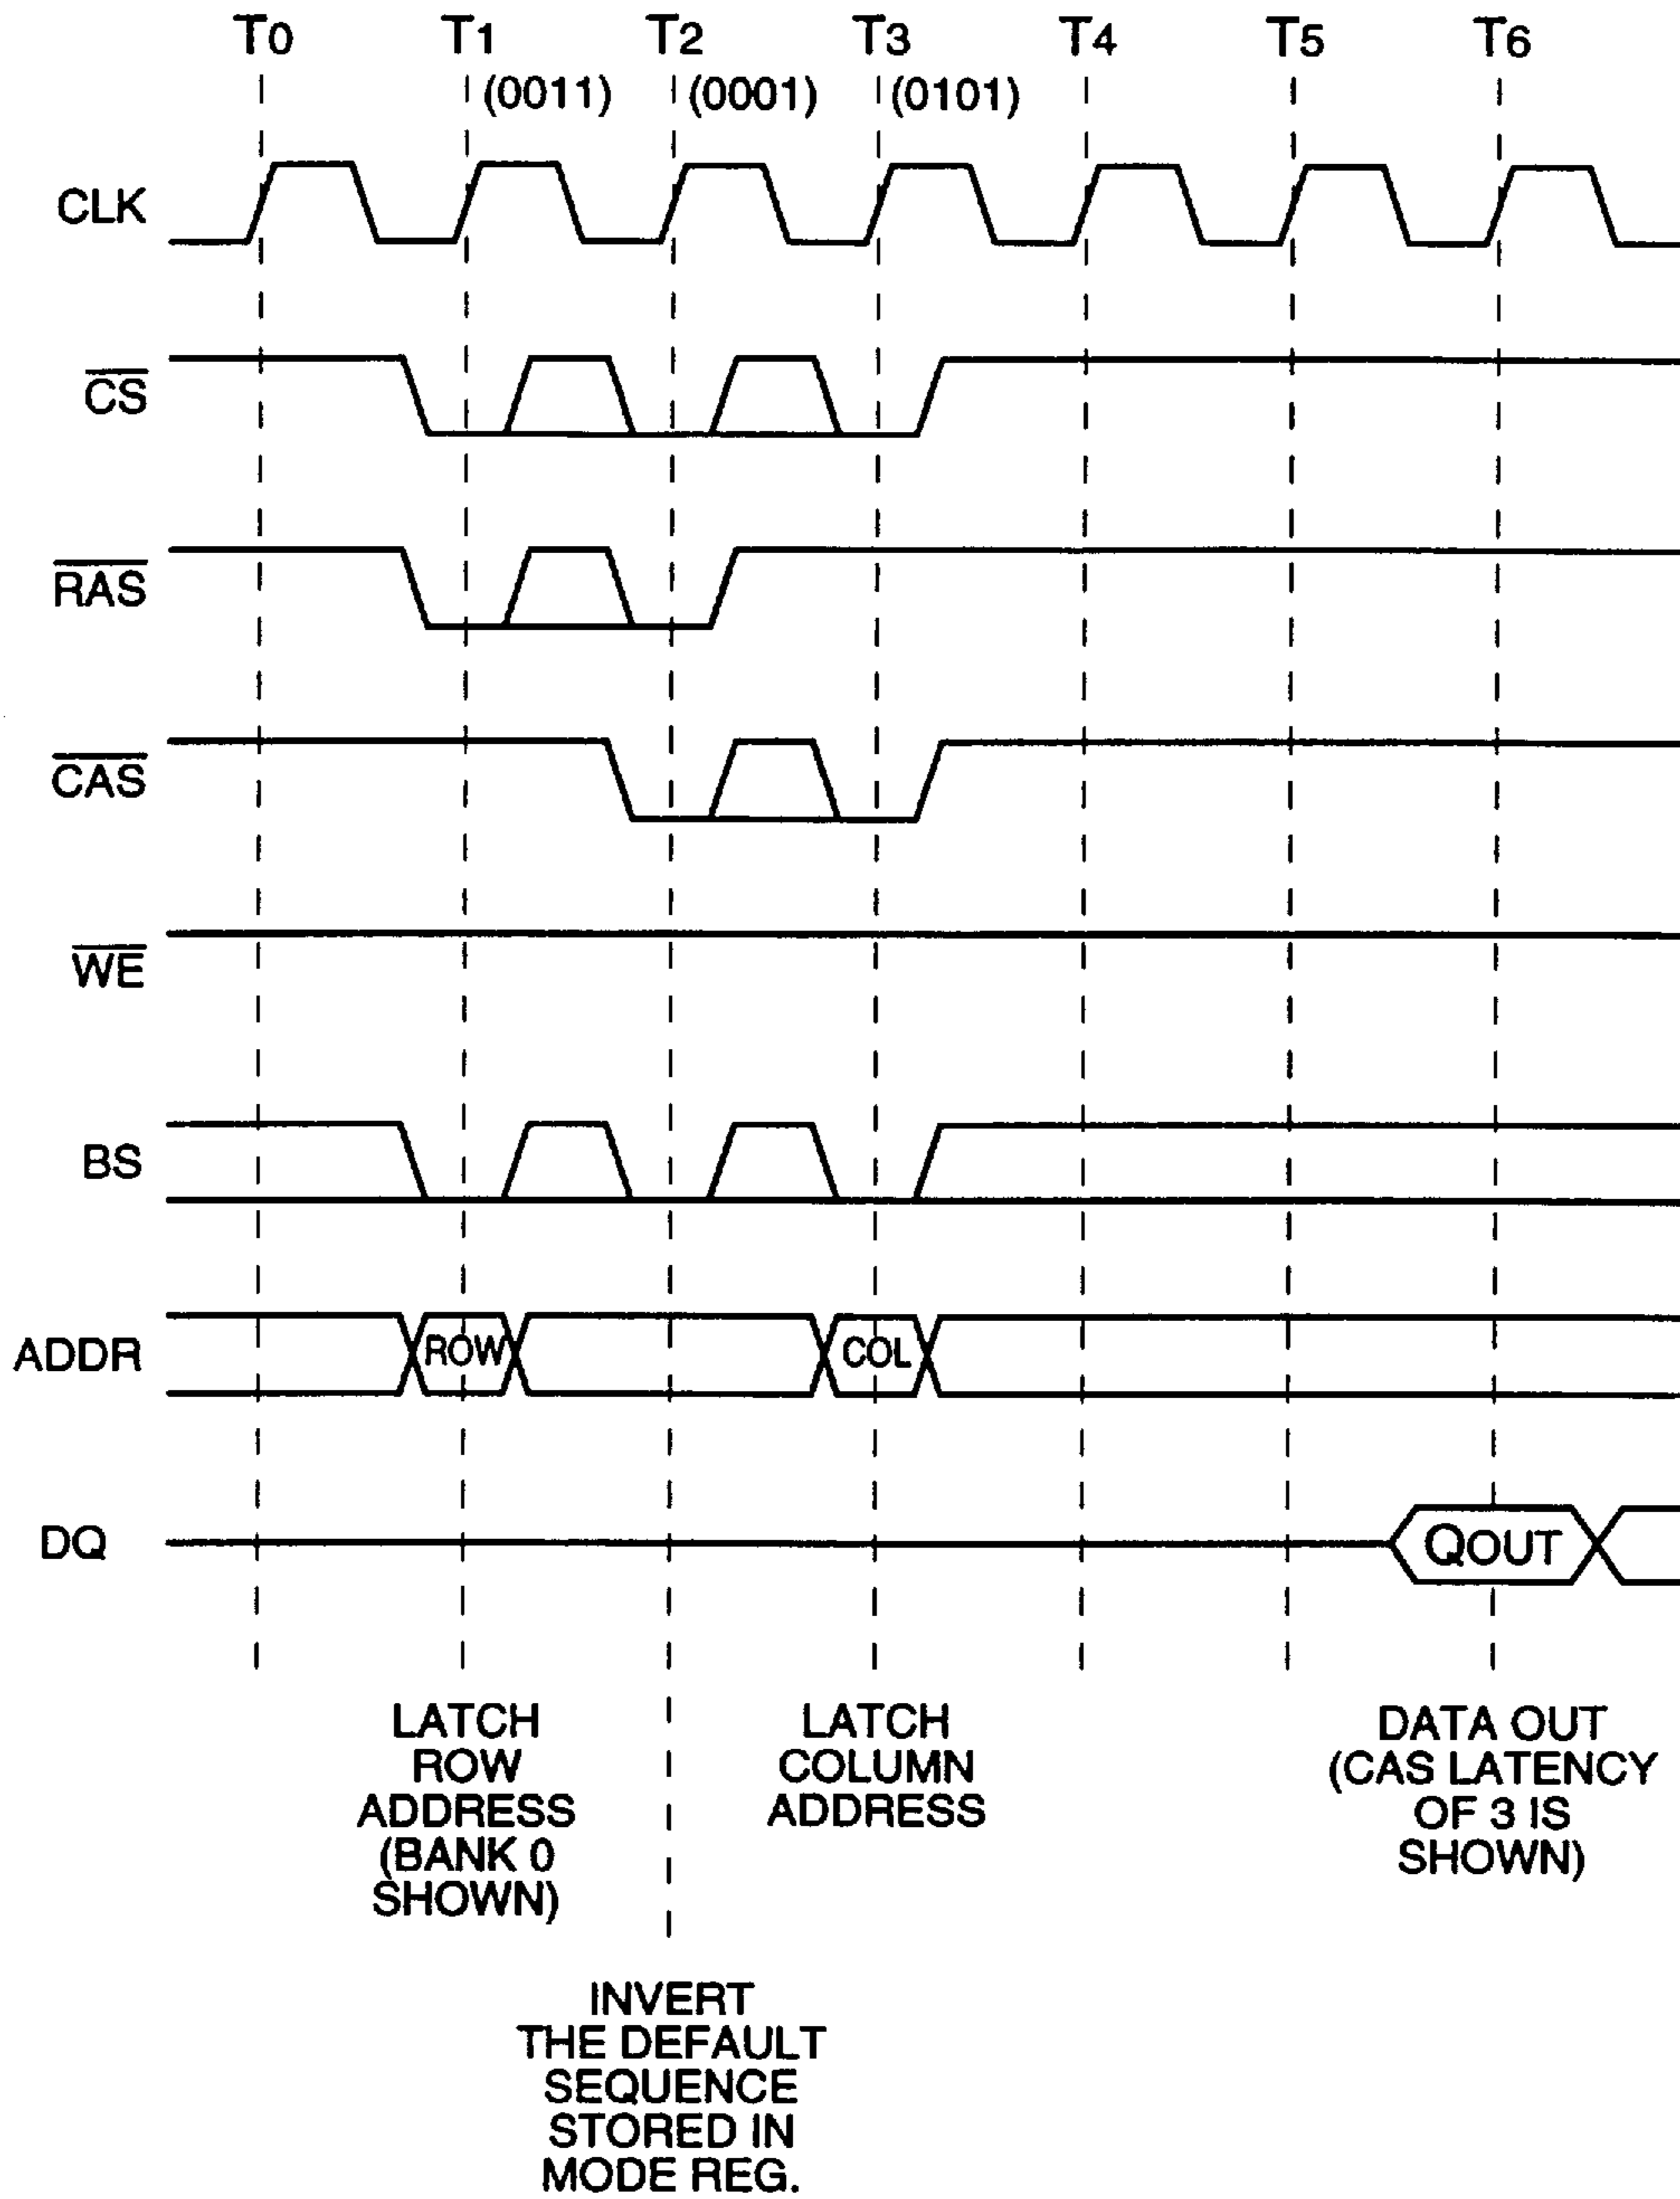 T0 T1 T2 T3 T4 T5 T6
(0011) (0001) (0101)
CLK
CS
RAS
CAS
WE
BS
ADDR ROW COL
DQ QOUT
LATCH
ROW
ADDRESS
(BANK 0
SHOWN)
LATCH
COLUMN
ADDRESS
DATA OUT
(CAS LATENCY
OF 3 IS
SHOWN)
INVERT
THE DEFAULT
SEQUENCE
STORED IN
MODE REG.